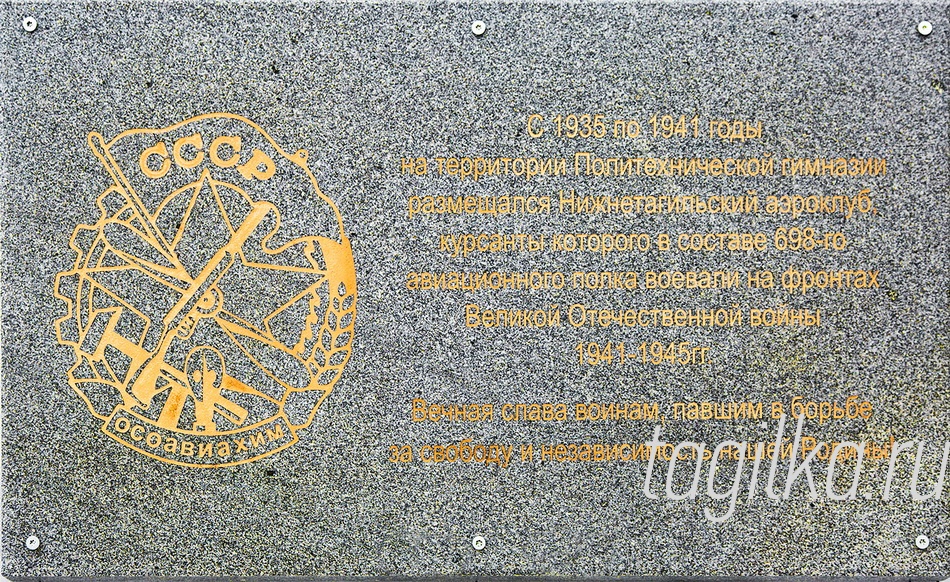 СССР
ОСОАВИАХИМ
С 1935 по 1941 годы
на территории Политехнической гимназии
размещался Нижнетагильский аэроклуб,
курсанты которого в составе 698-го
авиационного полка воевали на фронтах
Великой Отечественной войны
1941-1945гг.
Вечная слава воинам, павшим в борьбе
за свободу и независимость нашей Родины!
tagilka.ru